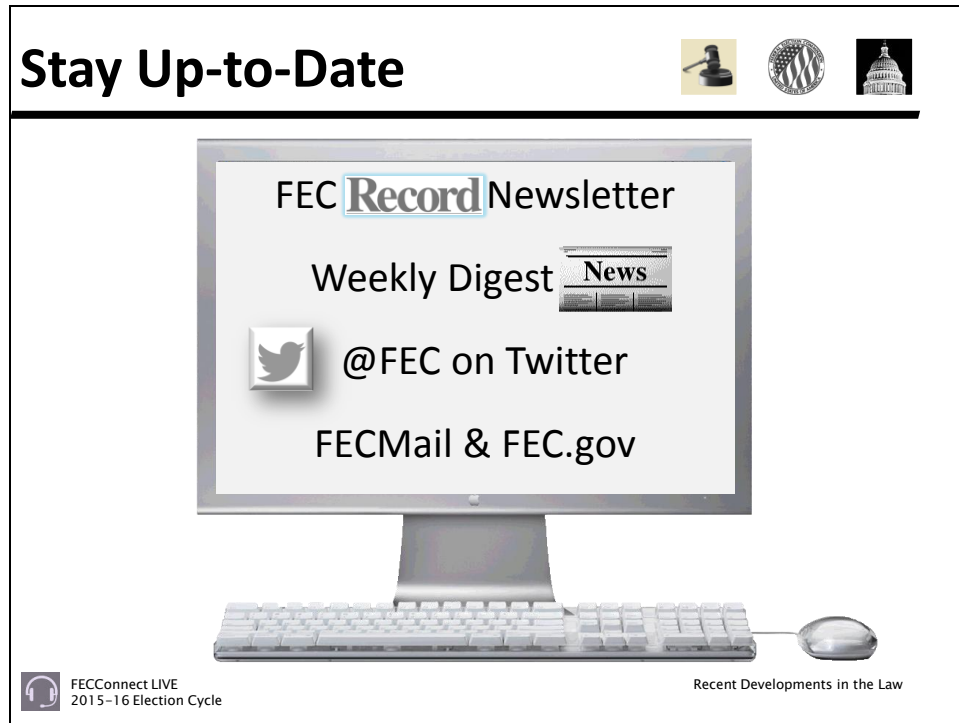 Stay Up-to-Date
FEC Record Newsletter
Weekly Digest News
@FEC on Twitter
FECMail & FEC.gov
FECConnect LIVE
2015-16 Election Cycle
Recent Developments in the Law